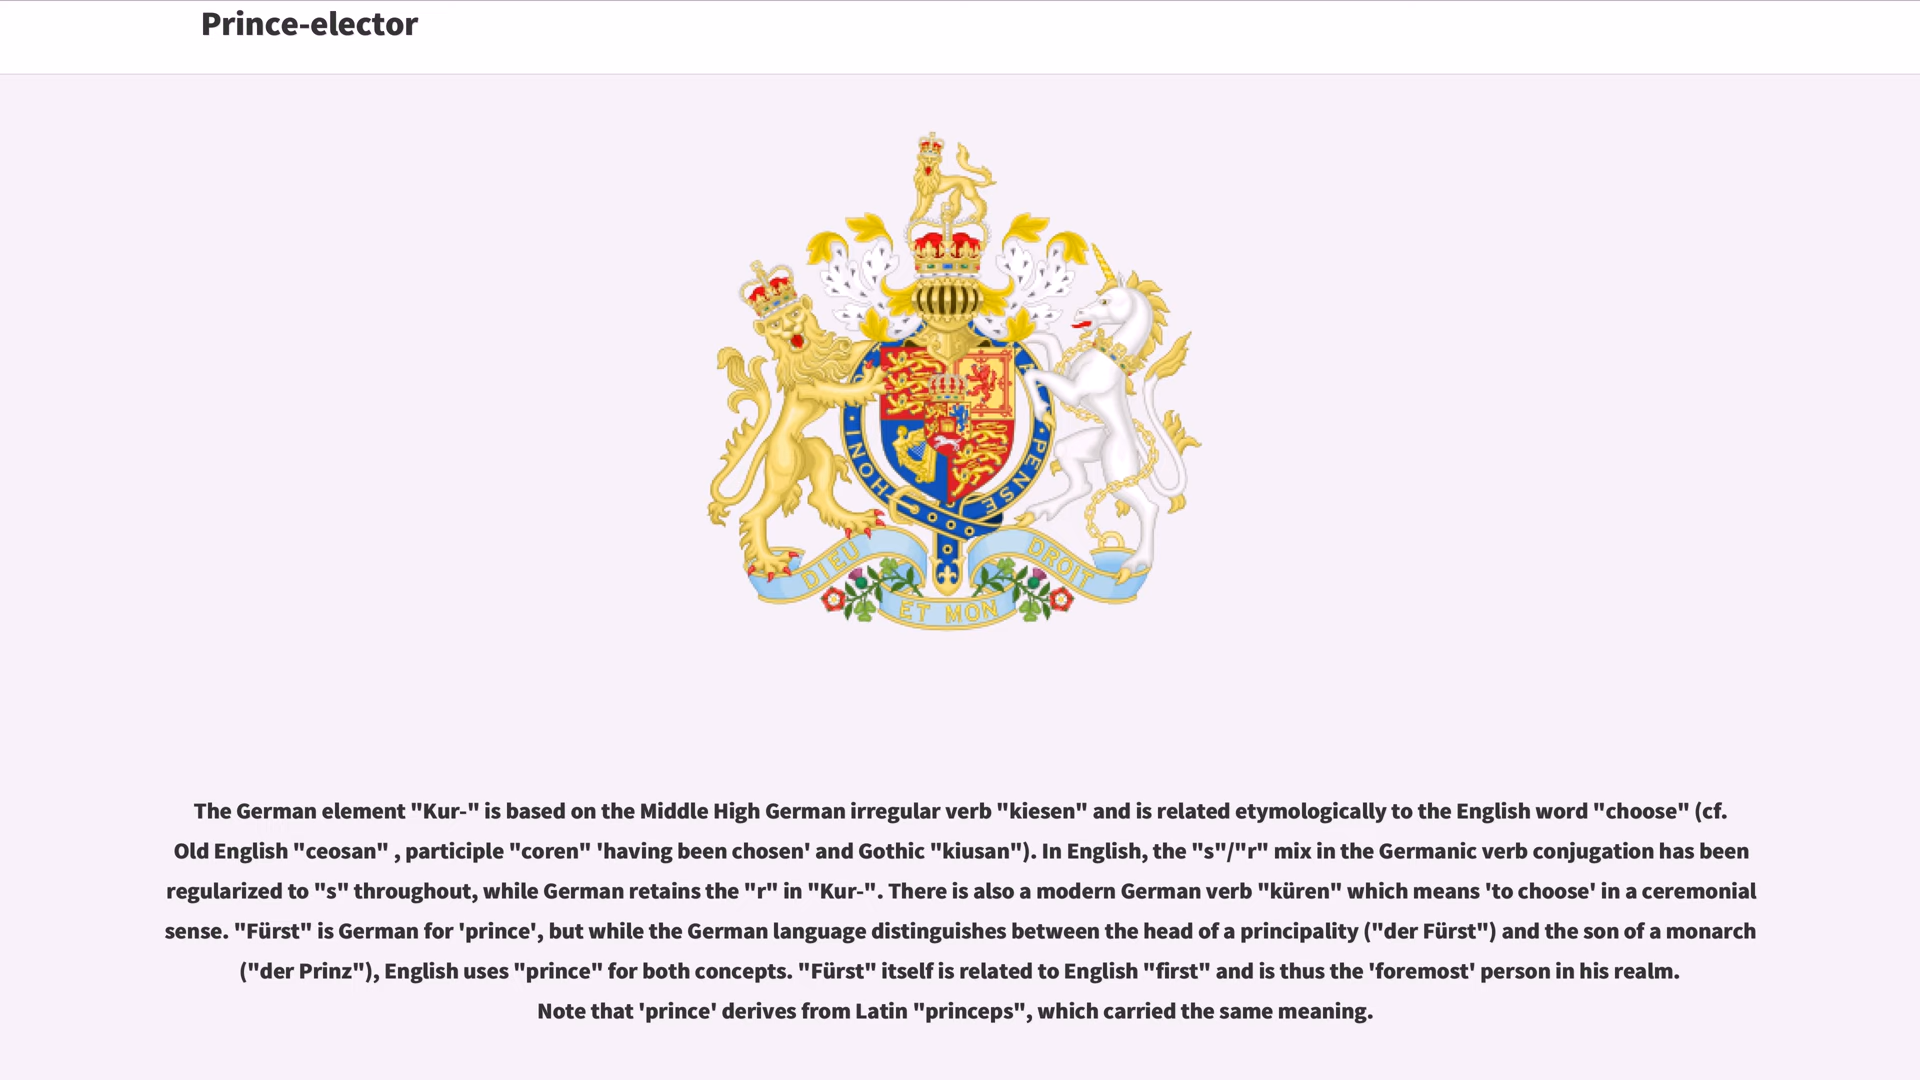 Prince-elector
HONI
PENSE
DIEU
DROIT
ET MON
The German element "Kur-" is based on the Middle High German irregular verb "kiesen" and is related etymologically to the English word "choose" (cf.
Old English "ceosan" , participle "coren" 'having been chosen' and Gothic "kiusan"). In English, the "s"/"r" mix in the Germanic verb conjugation has been
regularized to "s" throughout, while German retains the "r" in "Kur-". There is also a modern German verb "küren" which means 'to choose' in a ceremonial
sense. "Fürst" is German for 'prince', but while the German language distinguishes between the head of a principality ("der Fürst") and the son of a monarch
("der Prinz"), English uses "prince" for both concepts. "Fürst" itself is related to English "first" and is thus the 'foremost' person in his realm.
Note that 'prince' derives from Latin "princeps", which carried the same meaning.